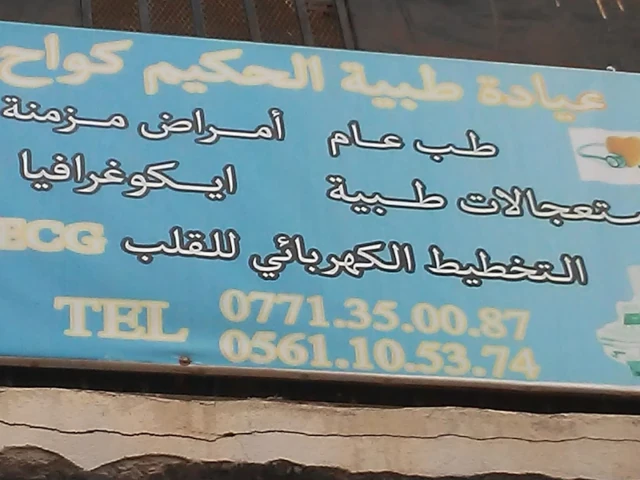 عيادة طبية الحكيم كواح
طب عام أمراض مزمنة
ستعجالات طبية ايكوغرافيا
التخطيط الكهربائي للقلب ECG
TEL 0771.35.00.87
0561.10.53.74